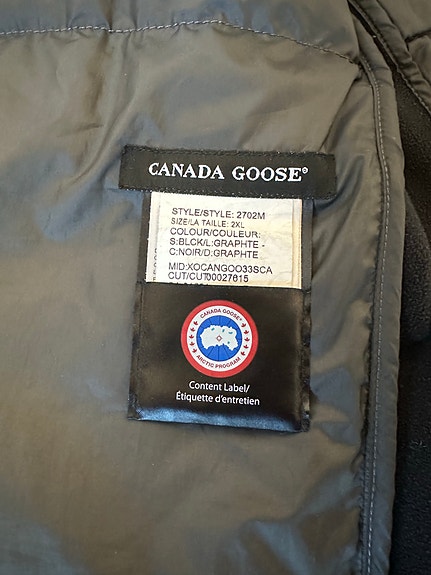 CANADA GOOSE®
STYLE/STYLE: 2702M
SIZE/LA TAILLE: 2XL
COLOUR/COULEUR:
S:BLCK/L:GRAPHTE -
C:NOIR/D:GRAPHTE
MID:XOCANGOO33SCA
CUT/CUT00027615
CANADA GOOSE®
ARCTIC PROGRAM
Content Label/
Étiquette d'entretien